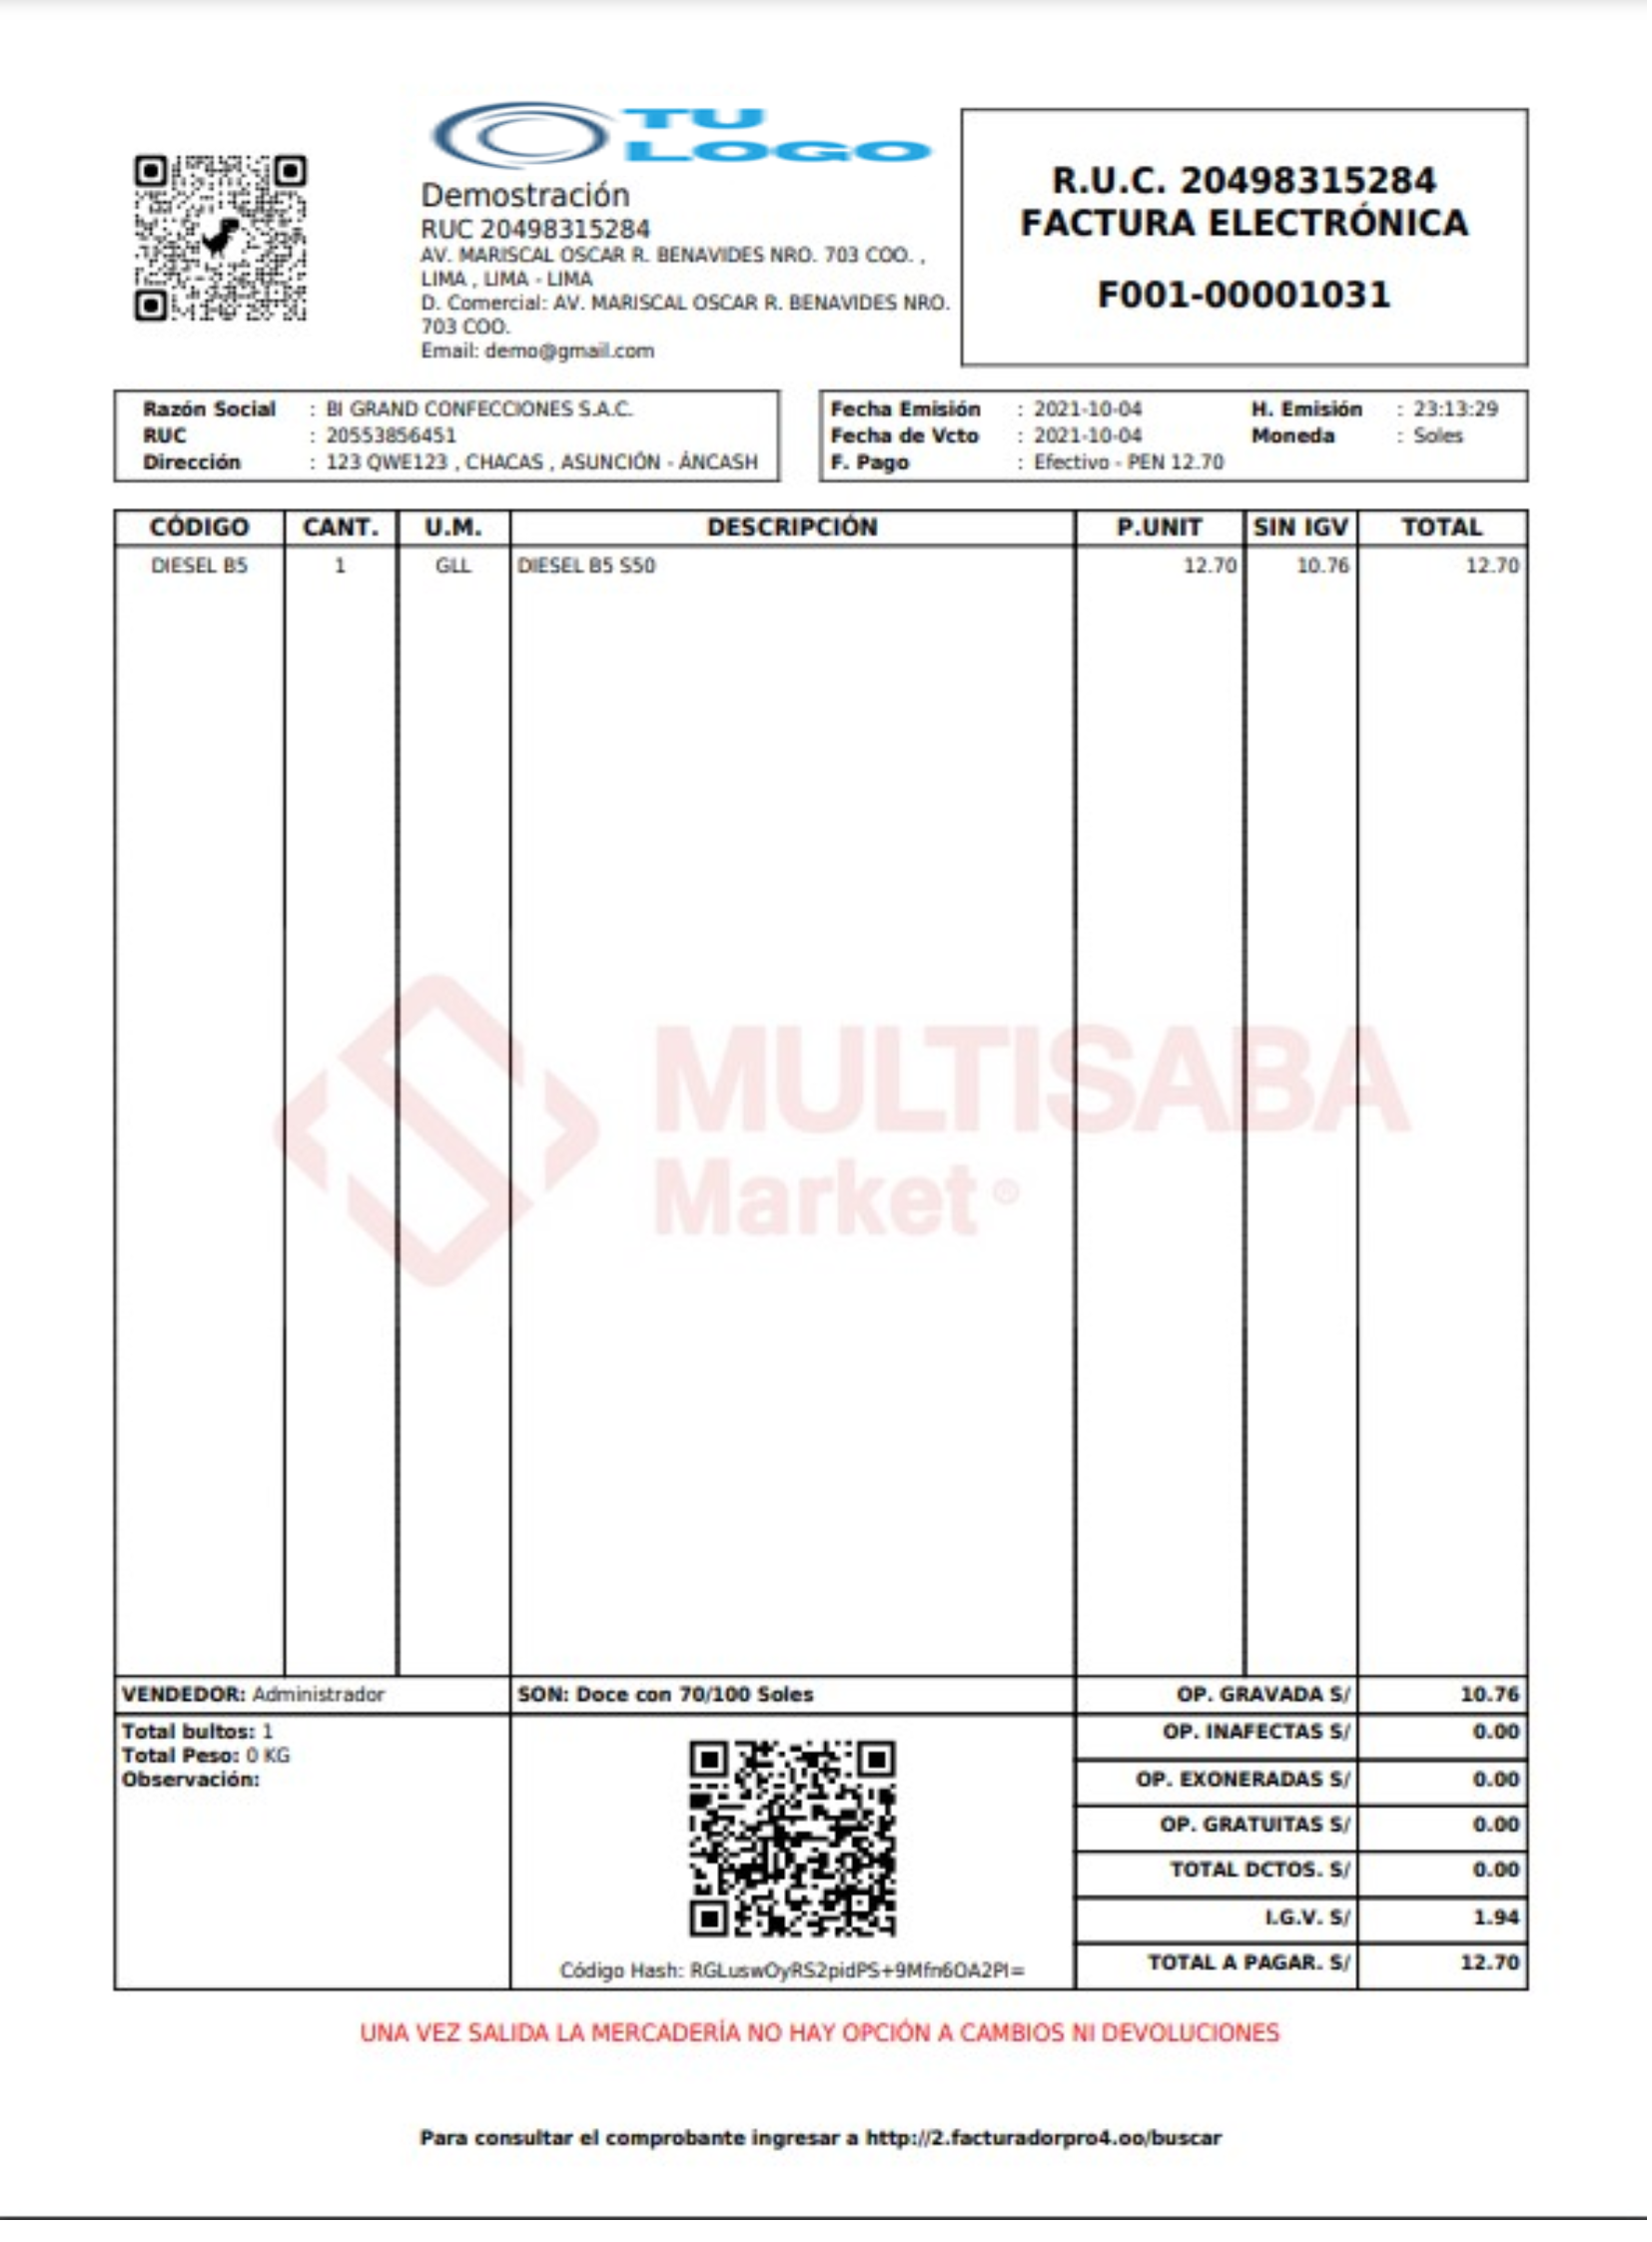 TU
LOGO
Demostración
RUC 20498315284
AV. MARISCAL OSCAR R. BENAVIDES NRO. 703 COO. ,
LIMA , LIMA - LIMA
D. Comercial: AV. MARISCAL OSCAR R. BENAVIDES NRO.
703 COO.
Email: demo@gmail.com
R.U.C. 20498315284
FACTURA ELECTRÓNICA
F001-00001031
Razón Social : BI GRAND CONFECCIONES S.A.C.
RUC : 20553856451
Dirección : 123 QWE123 , CHACAS , ASUNCIÓN - ÁNCASH
Fecha Emisión : 2021-10-04 H. Emisión : 23:13:29
Fecha de Vcto : 2021-10-04 Moneda : Soles
F. Pago : Efectivo - PEN 12.70
CÓDIGO CANT. U.M. DESCRIPCIÓN P.UNIT SIN IGV TOTAL
DIESEL B5 1 GLL DIESEL B5 S50 12.70 10.76 12.70
MULTISABA
Market ©
VENDEDOR: Administrador SON: Doce con 70/100 Soles OP. GRAVADA S/ 10.76
Total bultos: 1
Total Peso: 0 KG
Observación:
OP. INAFECTAS S/ 0.00
OP. EXONERADAS S/ 0.00
OP. GRATUITAS S/ 0.00
TOTAL DCTOS. S/ 0.00
I.G.V. S/ 1.94
TOTAL A PAGAR. S/ 12.70
Código Hash: RGLuswOyRS2pidPS+9Mfn6OA2PI=
UNA VEZ SALIDA LA MERCADERÍA NO HAY OPCIÓN A CAMBIOS NI DEVOLUCIONES
Para consultar el comprobante ingresar a http://2.facturadorpro4.oo/buscar